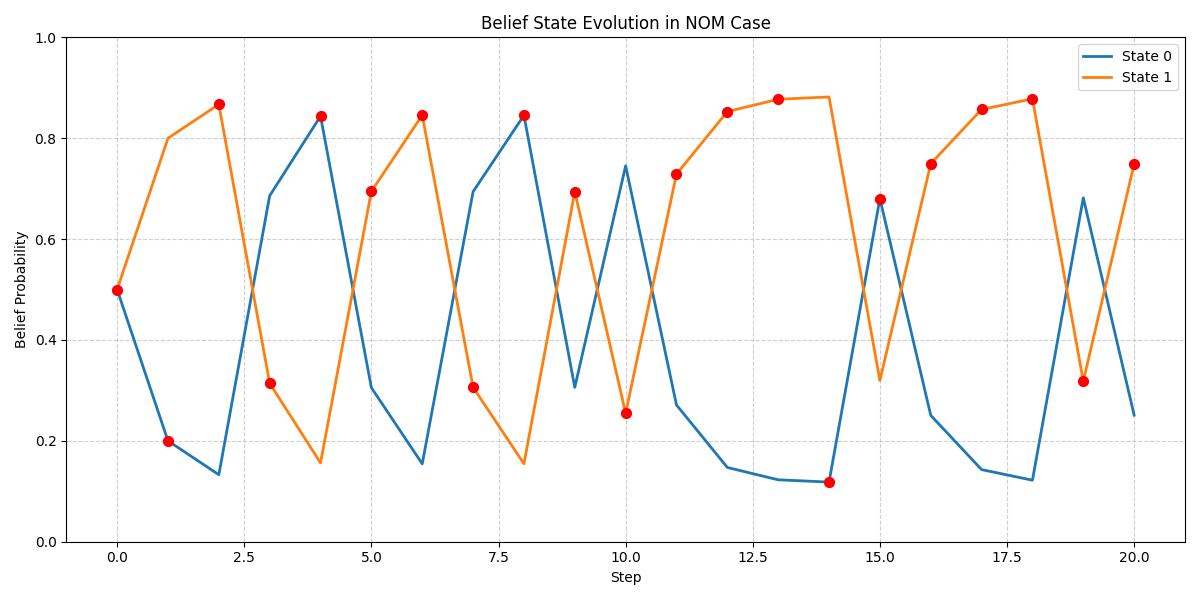 Belief State Evolution in NOM Case
State 0
State 1
Belief Probability
1.0
0.8
0.6
0.4
0.2
0.0
0.0 2.5 5.0 7.5 10.0 12.5 15.0 17.5 20.0
Step